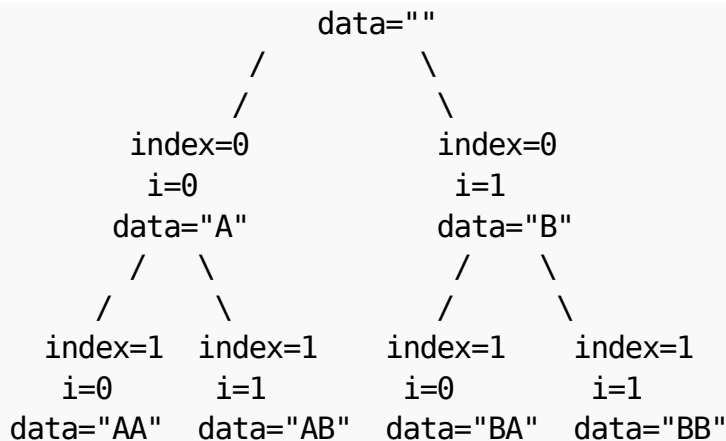 data=""
/ \
/ \
index=0 index=0
i=0 i=1
data="A" data="B"
/ \ / \
/ \ / \
index=1 index=1 index=1 index=1
i=0 i=1 i=0 i=1
data="AA" data="AB" data="BA" data="BB"